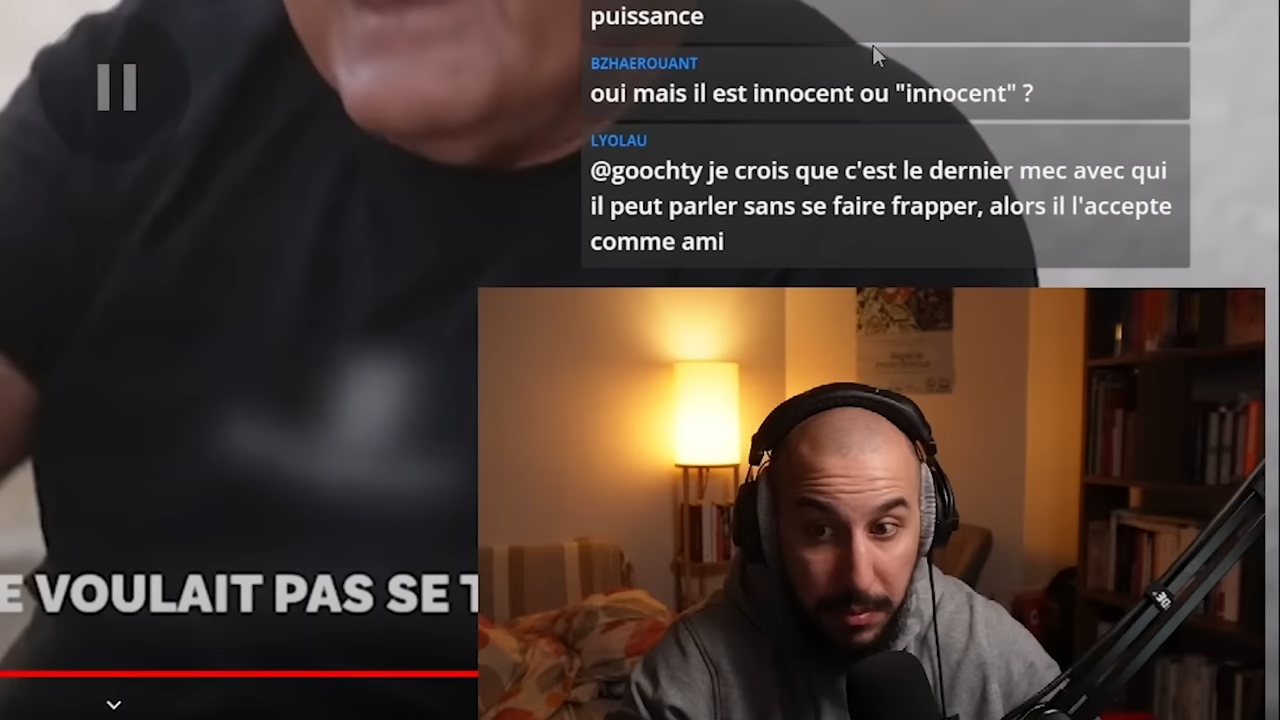 puissance
BZHAEROUANT
oui mais il est innocent ou "innocent" ?
LYOLAU
@goochty je crois que c'est le dernier mec avec qui
il peut parler sans se faire frapper, alors il l'accepte
comme ami
E VOULAIT PAS SE T